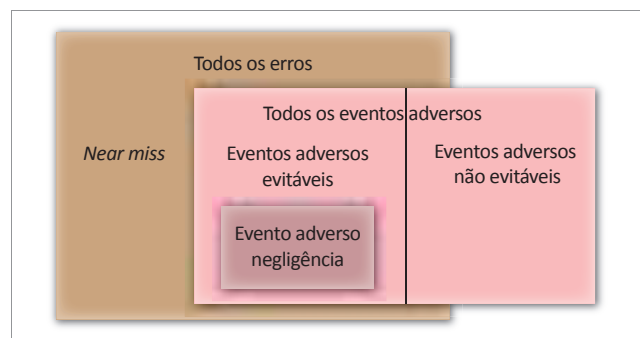 Todos os erros
Todos os eventos adversos
Near miss
Eventos adversos
evitáveis
Eventos adversos
não evitáveis
Evento adverso
negligência